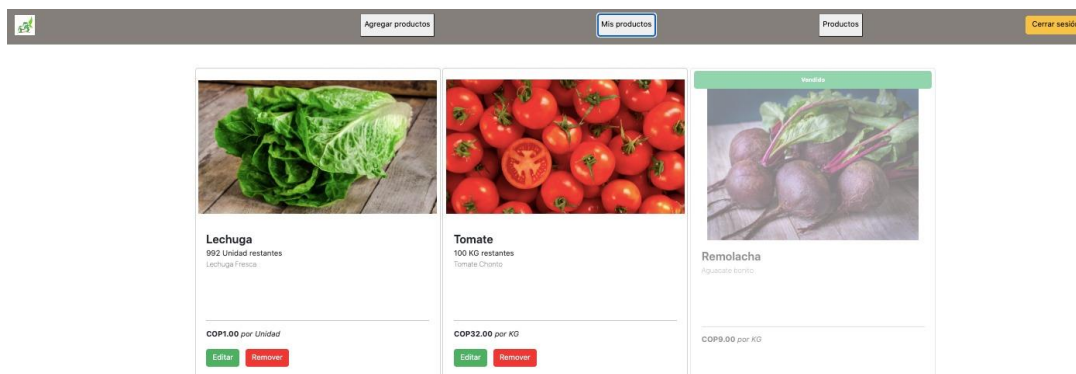 Agregar productos
Mis productos
Productos
Cerrar sesión
Lechuga
992 Unidad restantes
Lechuga Fresca
COP1.00 por Unidad
Editar
Remover
Tomate
100 KG restantes
Tomate Chonto
COP32.00 por KG
Editar
Remover
Vendido
Remolacha
Aguacate Bonito
COP9.00 por KG